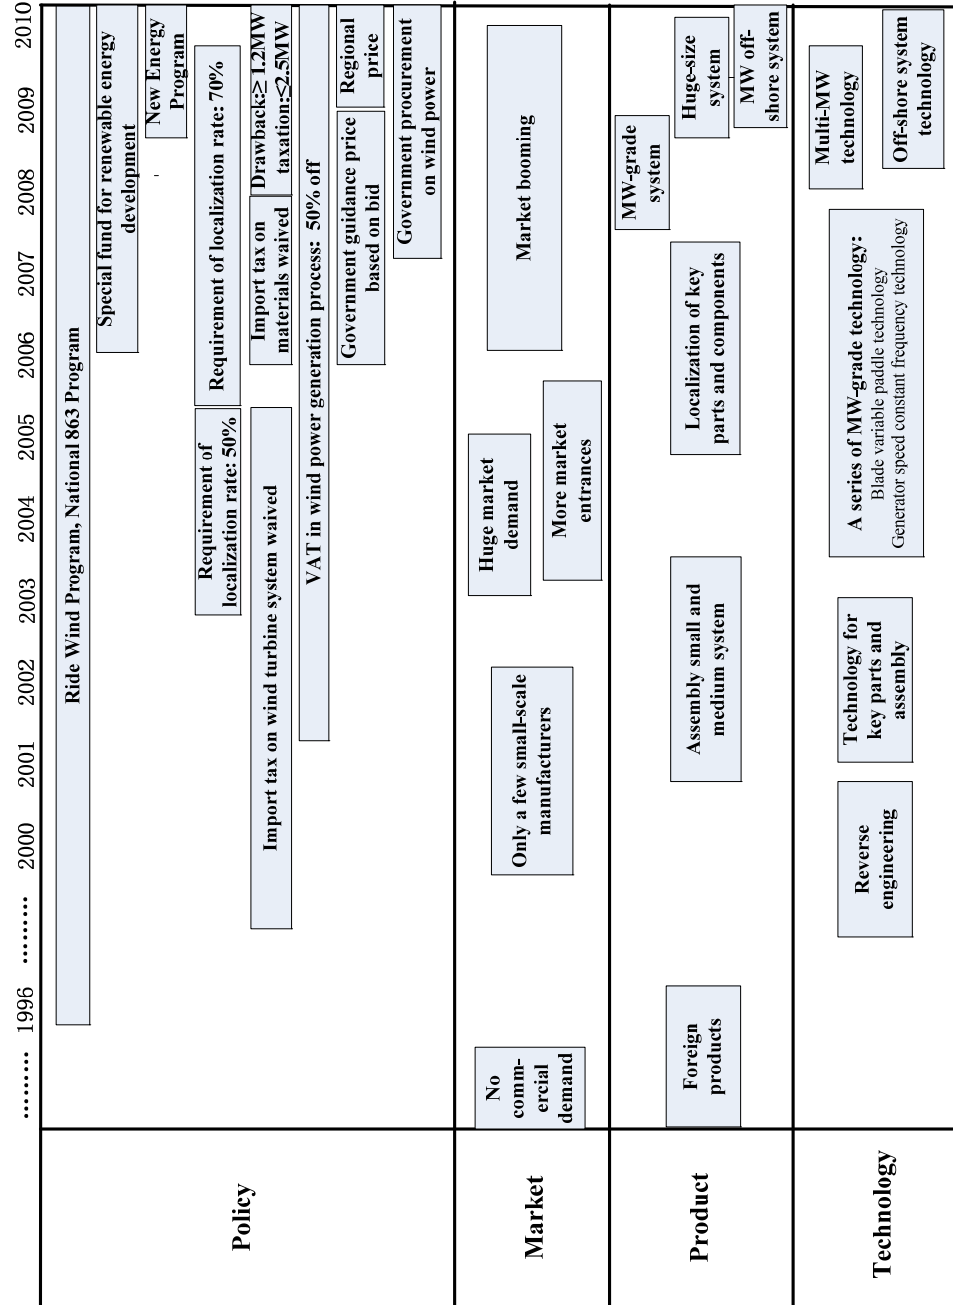 Policy
Ride Wind Program, National 863 Program
Special fund for renewable energy
development
New Energy
Program
Requirement of
localization rate: 50%
Requirement of localization rate: 70%
Import tax on wind turbine system waived
Import tax on
materials waived
Drawback:≥ 1.2MW
taxation:≤2.5MW
VAT in wind power generation process: 50% off
Government guidance price
based on bid
Regional
price
Government procurement
on wind power
Market
No
comm-
ercial
demand
Only a few small-scale
manufacturers
Huge market
demand
More market
entrances
Market booming
Product
Foreign
products
Assembly small and
medium system
Localization of key
parts and components
MW-grade
system
Huge-size
system
MW off-
shore system
Technology
Reverse
engineering
Technology for
key parts and
assembly
A series of MW-grade technology:
Blade variable paddle technology
Generator speed constant frequency technology
Multi-MW
technology
Off-shore system
technology
......... 1996 ......... 2000 2001 2002 2003 2004 2005 2006 2007 2008 2009 2010